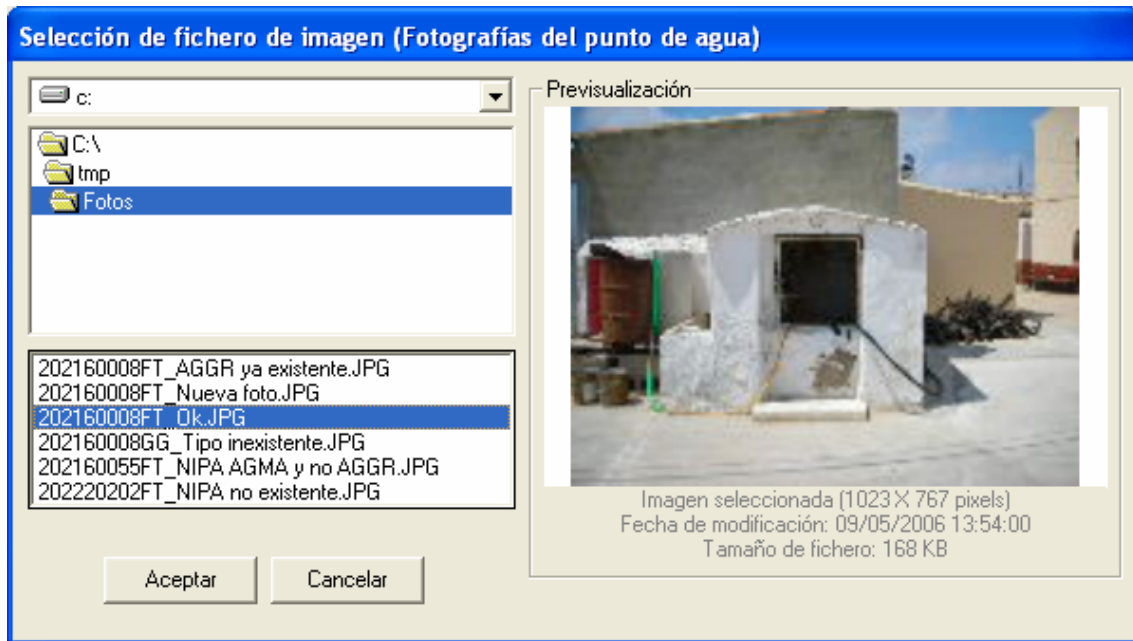 Selección de fichero de imagen (Fotografías del punto de agua)
c:
C:\
tmp
Fotos
202160008FT_AGGR ya existente.JPG
202160008FT_Nueva foto.JPG
202160008FT_Ok.JPG
202160008GG_Tipo inexistente.JPG
202160055FT_NIPA AGMA y no AGGR.JPG
202220202FT_NIPA no existente.JPG
Aceptar
Cancelar
Previsualización
Imagen seleccionada (1023 X 767 pixels)
Fecha de modificación: 09/05/2006 13:54:00
Tamaño de fichero: 168 KB